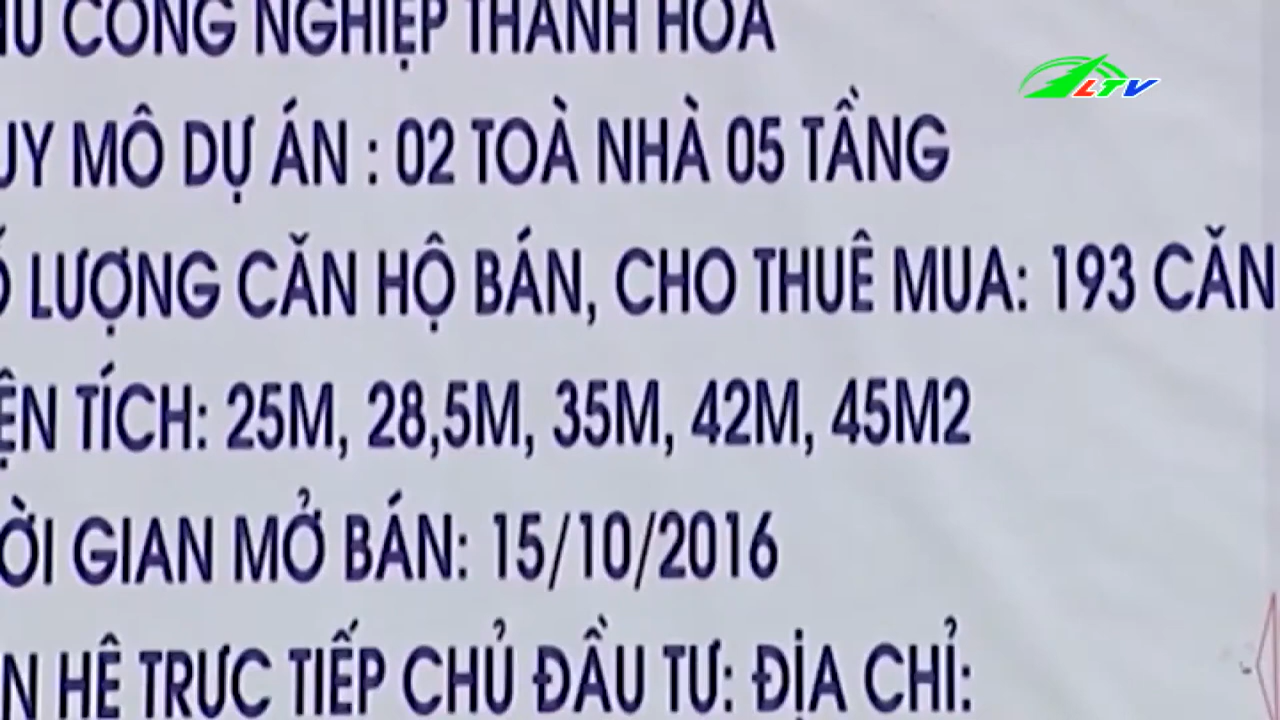 CÔNG NGHIỆP THANH HOÁ
LTV
UY MÔ DỰ ÁN : 02 TOÀ NHÀ 05 TẦNG
LƯỢNG CĂN HỘ BÁN, CHO THUÊ MUA: 193 CĂN
ỆN TÍCH: 25M, 28,5M, 35M, 42M, 45M2
ỜI GIAN MỞ BÁN: 15/10/2016
N HỆ TRỰC TIẾP CHỦ ĐẦU TƯ: ĐỊA CHỈ: